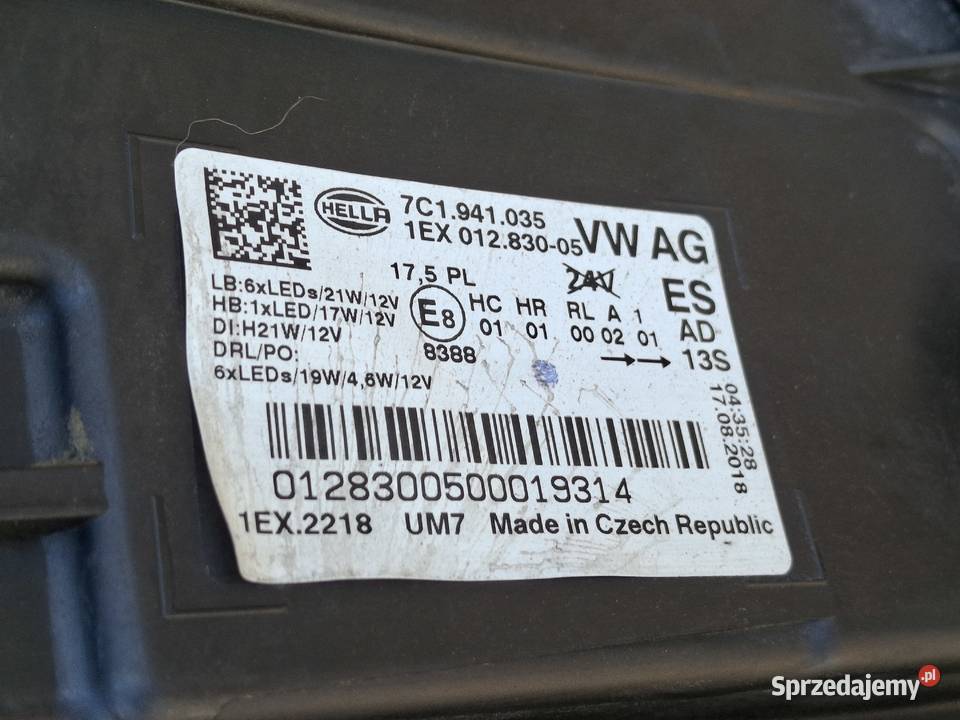 HELLA
7C1.941.035
1EX 012.830-05
VW AG
17,5 PL
24V
ES
LB:6xLEDs/21W/12V
HB:1xLED/17W/12V
DI:H21W/12V
DRL/PO:
6xLEDs/19W/4,6W/12V
E8
8388
HC HR RL A 1
01 01 00 02 01
AD
13S
04:35:28
17.08.2018
0128300500019314
1EX.2218 UM7 Made in Czech Republic
Sprzedajemy.pl